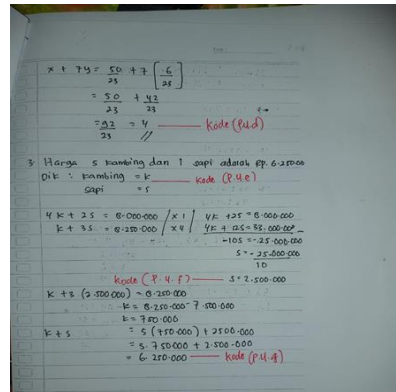 x + 7y = 50/23 + 7 [6/23]
= 50/23 + 42/23
= 92/23 = 4 Kode (P.4.d)
3. Harga 5 kambing dan 1 sapi adalah Rp. 6.250.000
Dik : kambing = k Kode (P.4.e)
sapi = s
4k + 2s = 8.000.000 | x 1 | 4k + 2s = 8.000.000
k + 3s = 8.250.000 | x 4 | 4k + 12s = 33.000.000 -
-10s = -25.000.000
s = -25.000.000/10
Kode (P.4.f) s = 2.500.000
k + 3 (2.500.000) = 8.250.000
k = 8.250.000 - 7.500.000
k = 750.000
k + s = 5 (750.000) + 2500.000
= 3.750.000 + 2.500.000
= 6.250.000 Kode (P.4.g)